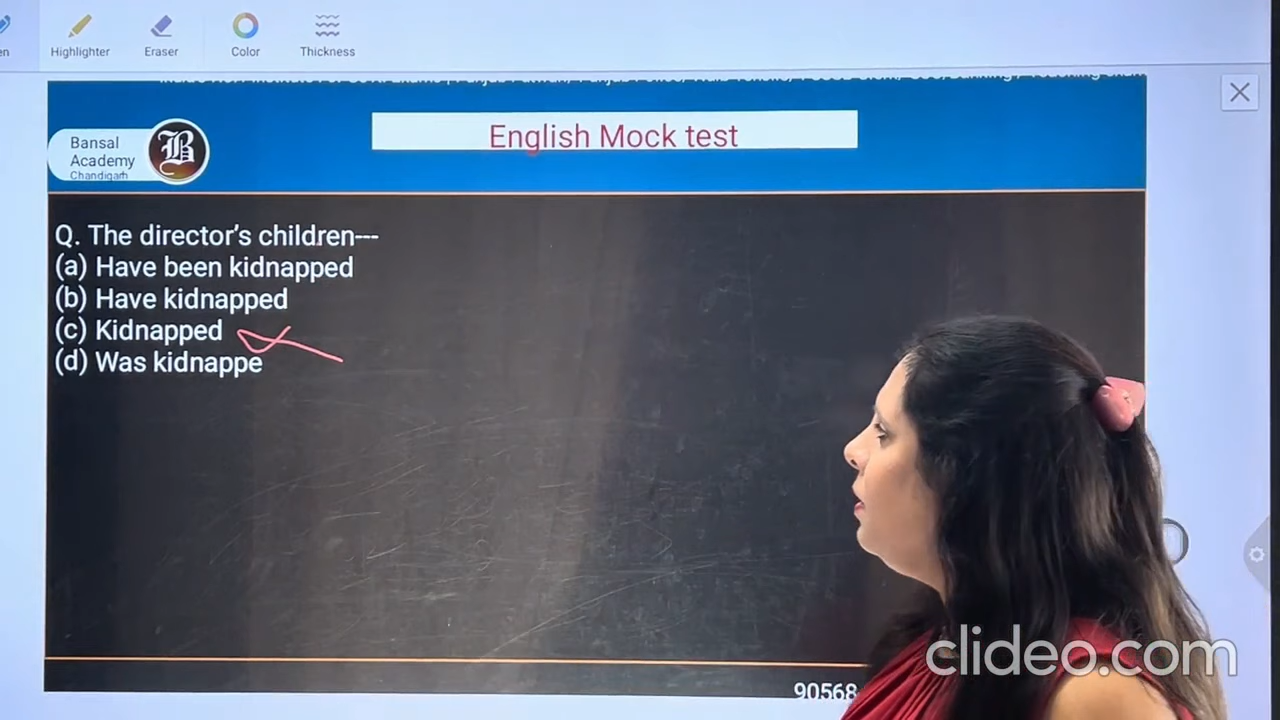 Highlighter
Eraser
Color
Thickness
Bansal
Academy
Chandigarh
B
English Mock test
Q. The director's children---
(a) Have been kidnapped
(b) Have kidnapped
(c) Kidnapped
(d) Was kidnappe
90568
clideo.com